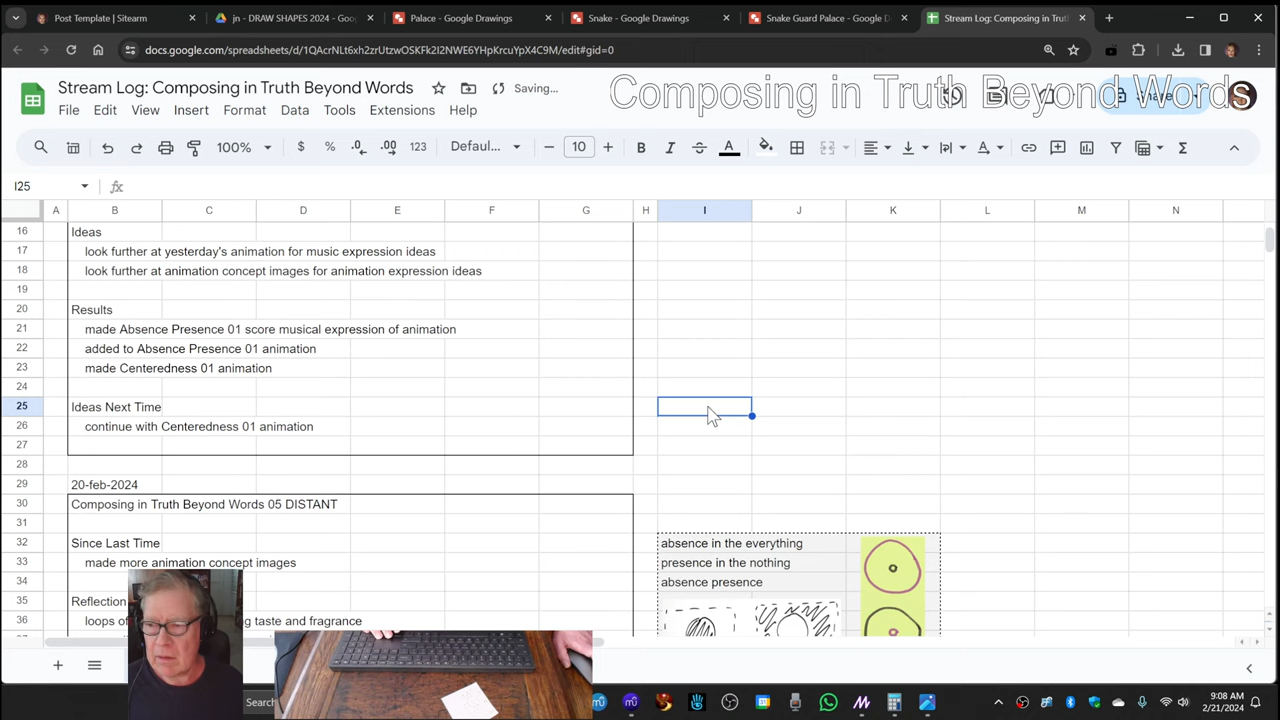 Post Template | Sitearm
jn - DRAW SHAPES 2024 - Goo
Palace - Google Drawings
Snake - Google Drawings
Snake Guard Palace - Google D
Stream Log: Composing in Trut
docs.google.com/spreadsheets/d/1QAcrNLt6xh2zrUtzwOSKFk2I2NWE6YHpKrcuYpX4C9M/edit#gid=0
Stream Log: Composing in Truth Beyond Words
Saving...
Composing in Truth Beyond Words
File Edit View Insert Format Data Tools Extensions Help
100% $ % .0 .00 123 Defaul... 10 B I S A
I25 fx
A B C D E F G H I J K L M N
16 Ideas
17 look further at yesterday's animation for music expression ideas
18 look further at animation concept images for animation expression ideas
19
20 Results
21 made Absence Presence 01 score musical expression of animation
22 added to Absence Presence 01 animation
23 made Centeredness 01 animation
24
25 Ideas Next Time
26 continue with Centeredness 01 animation
27
28
29 20-feb-2024
30 Composing in Truth Beyond Words 05 DISTANT
31
32 Since Last Time absence in the everything
33 made more animation concept images presence in the nothing
34 absence presence
35 Reflection
36 loops of taste and fragrance
Search
9:08 AM
2/21/2024